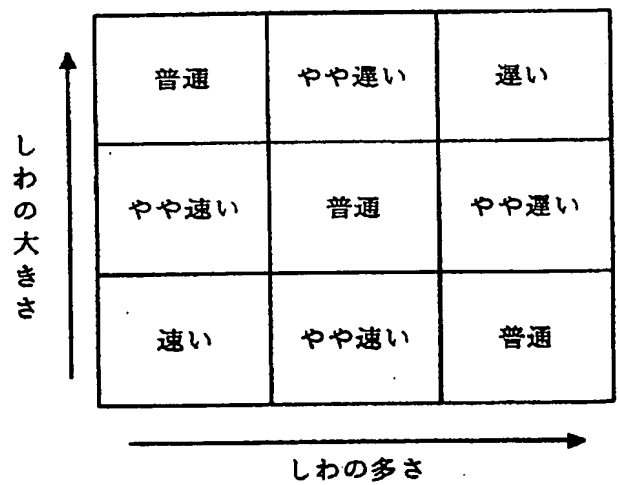 普通 やや遅い 遅い
やや速い 普通 やや遅い
速い やや速い 普通
しわの大きさ
しわの多さ